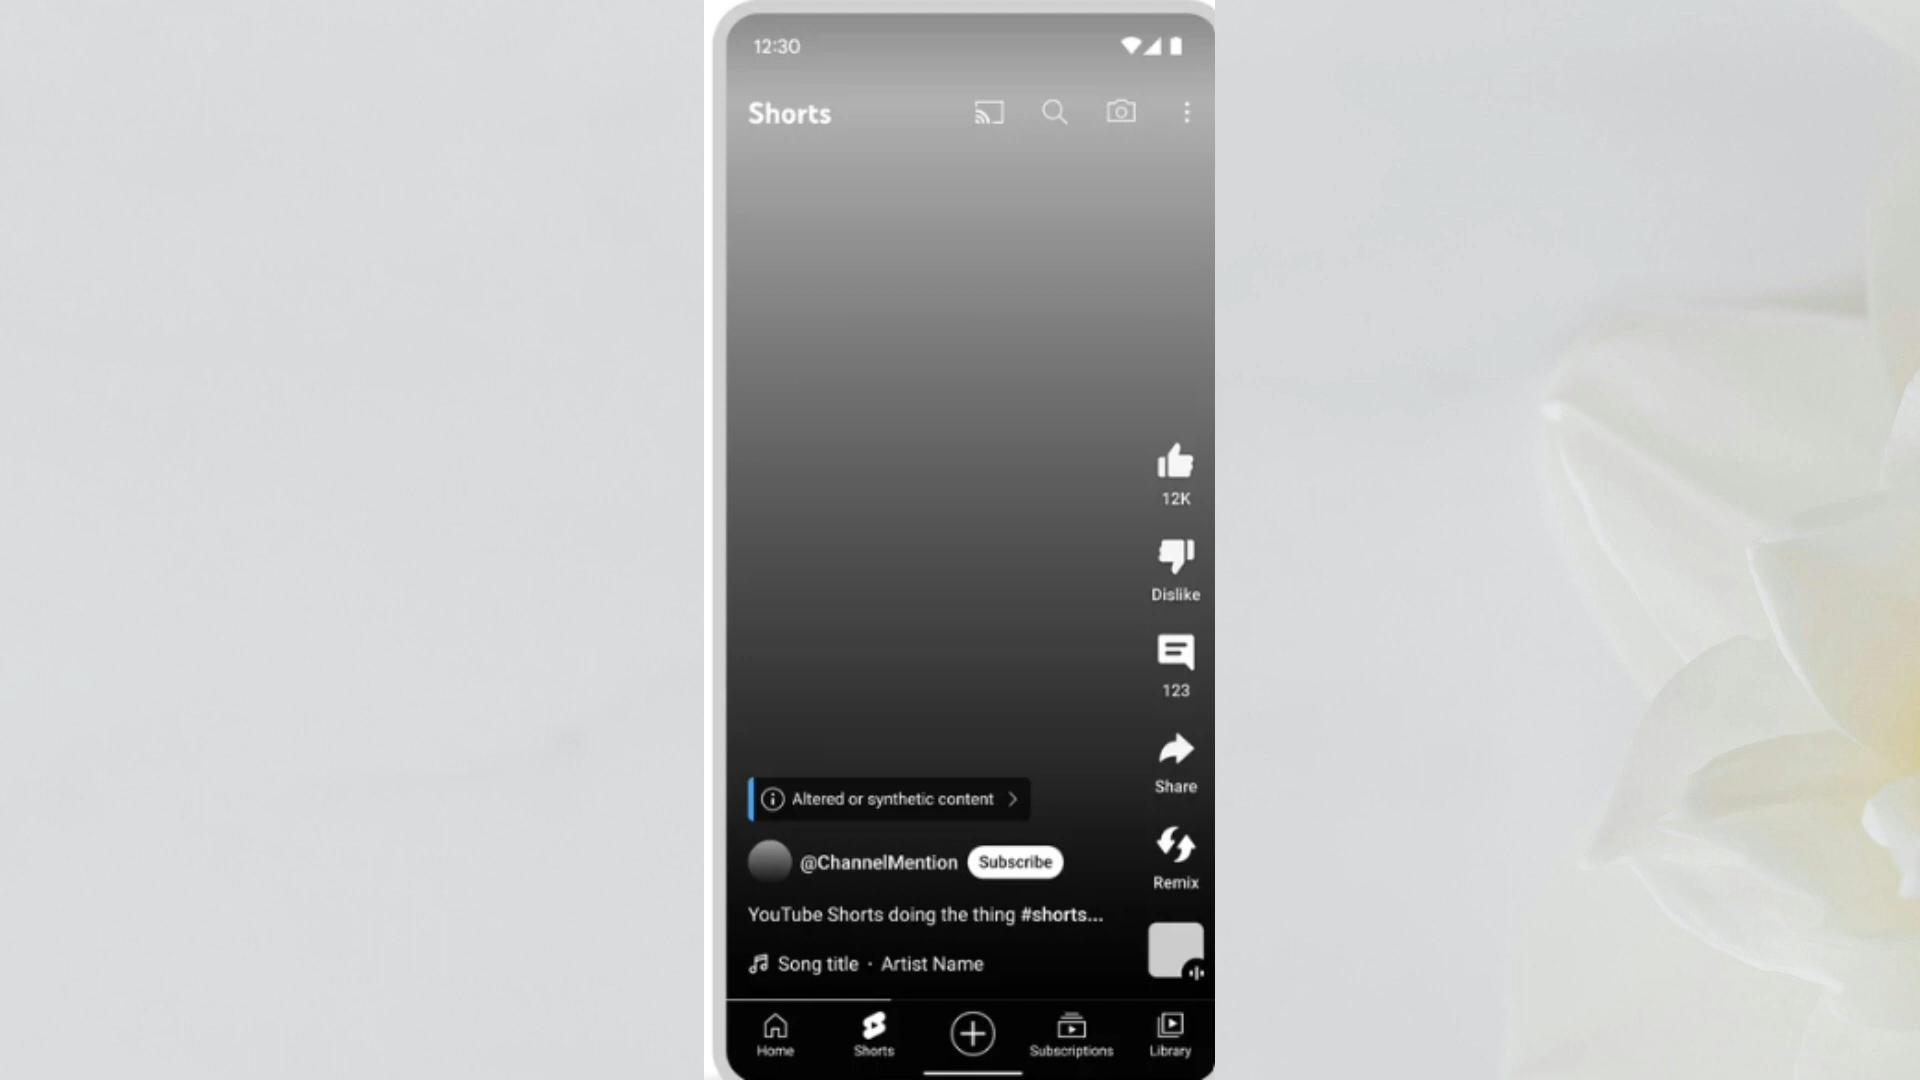 12:30
Shorts
12K
Dislike
123
Share
Altered or synthetic content
@ChannelMention Subscribe
Remix
YouTube Shorts doing the thing #shorts...
Song title · Artist Name
Home Shorts Subscriptions Library